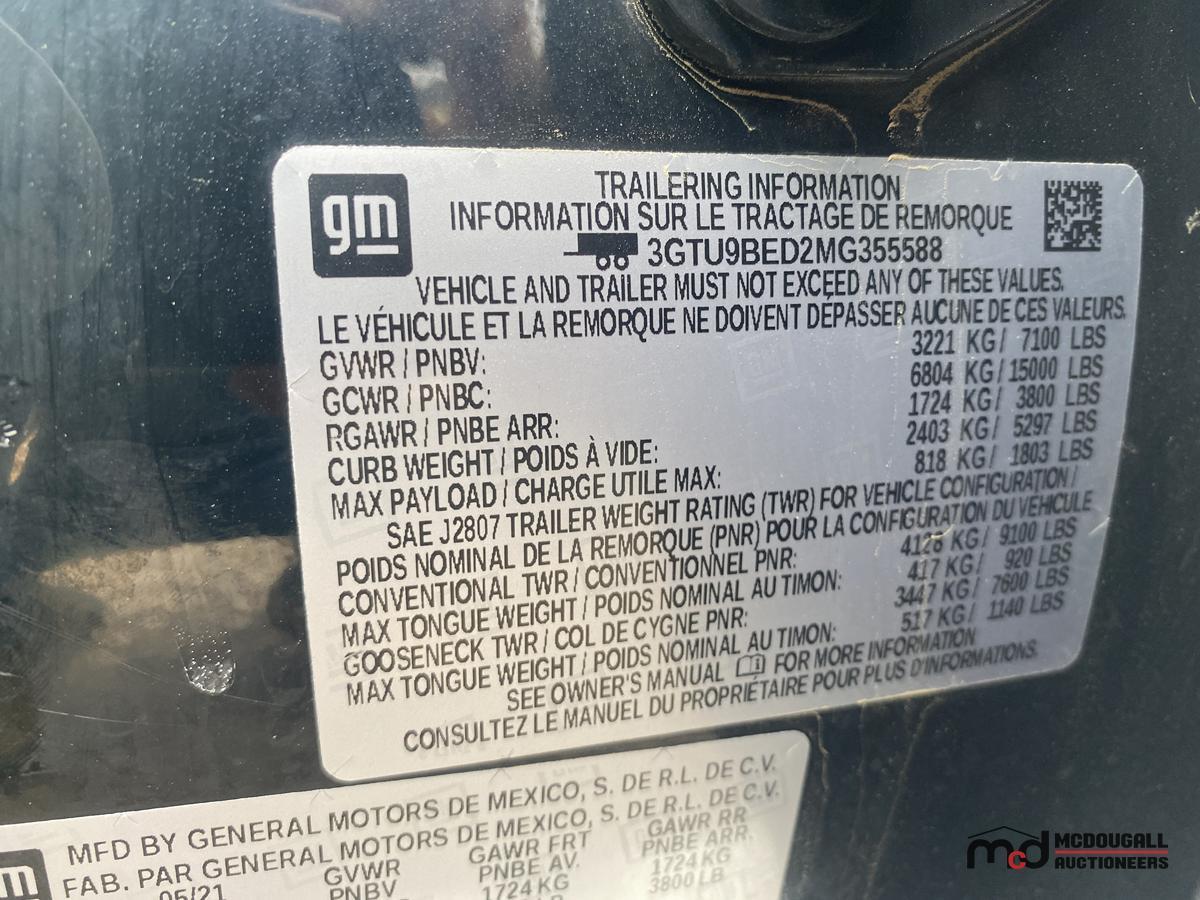 gm
TRAILERING INFORMATION
INFORMATION SUR LE TRACTAGE DE REMORQUE
3GTU9BED2MG355588
VEHICLE AND TRAILER MUST NOT EXCEED ANY OF THESE VALUES.
LE VÉHICULE ET LA REMORQUE NE DOIVENT DÉPASSER AUCUNE DE CES VALEURS.
GVWR / PNBV: 3221 KG/ 7100 LBS
GCWR / PNBC: 6804 KG/ 15000 LBS
RGAWR / PNBE ARR: 1724 KG/ 3800 LBS
CURB WEIGHT / POIDS À VIDE: 2403 KG/ 5297 LBS
MAX PAYLOAD / CHARGE UTILE MAX: 818 KG/ 1803 LBS
SAE J2807 TRAILER WEIGHT RATING (TWR) FOR VEHICLE CONFIGURATION /
POIDS NOMINAL DE LA REMORQUE (PNR) POUR LA CONFIGURATION DU VÉHICULE
CONVENTIONAL TWR / CONVENTIONNEL PNR: 4128 KG/ 9100 LBS
MAX TONGUE WEIGHT / POIDS NOMINAL AU TIMON: 417 KG/ 920 LBS
GOOSENECK TWR / COL DE CYGNE PNR: 3447 KG/ 7600 LBS
MAX TONGUE WEIGHT / POIDS NOMINAL AU TIMON: 517 KG/ 1140 LBS
SEE OWNER'S MANUAL FOR MORE INFORMATION
CONSULTEZ LE MANUEL DU PROPRIÉTAIRE POUR PLUS D'INFORMATIONS.
MFD BY GENERAL MOTORS DE MEXICO, S. DE R.L. DE C.V.
FAB. PAR GENERAL MOTORS DE MEXICO, S. DE R.L. DE C.V.
05/21 GVWR GAWR FRT GAWR RR
PNBV PNBE AV. PNBE ARR.
1724 KG 1724 KG
3800 LB
mcd MCDOUGALL
AUCTIONEERS